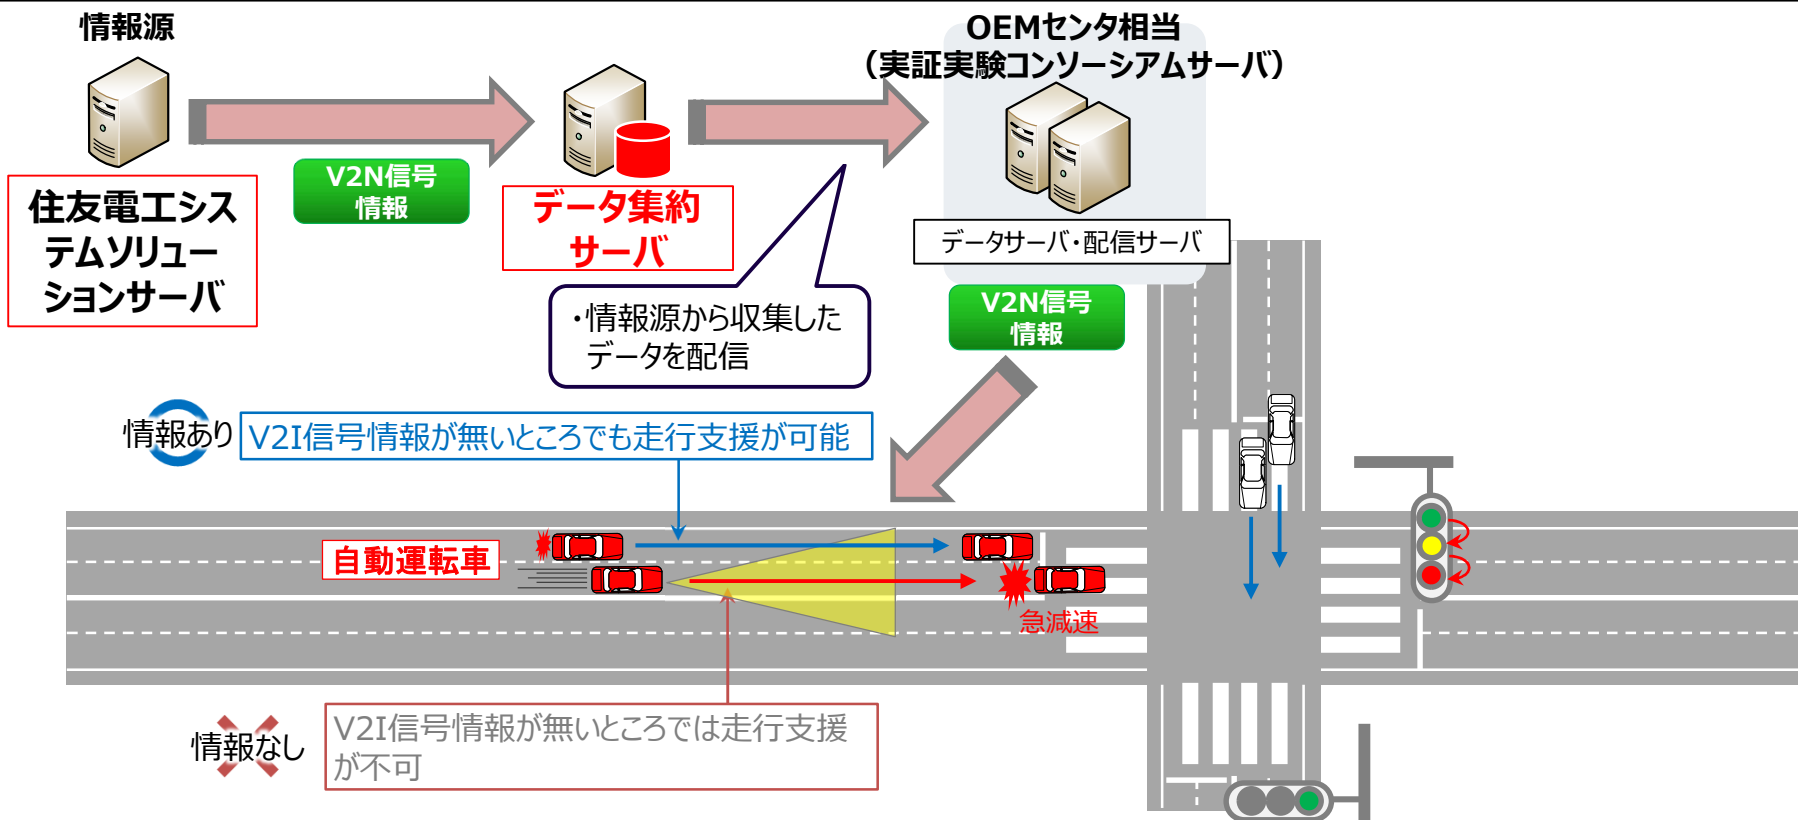 情報源
OEMセンタ相当
（実証実験コンソーシアムサーバ）
V2N信号
情報
住友電工シス
テムソリュー
ションサーバ
データ集約
サーバ
データサーバ・配信サーバ
・情報源から収集した
データを配信
V2N信号
情報
情報あり
V2I信号情報が無いところでも走行支援が可能
自動運転車
急減速
情報なし
V2I信号情報が無いところでは走行支援
が不可